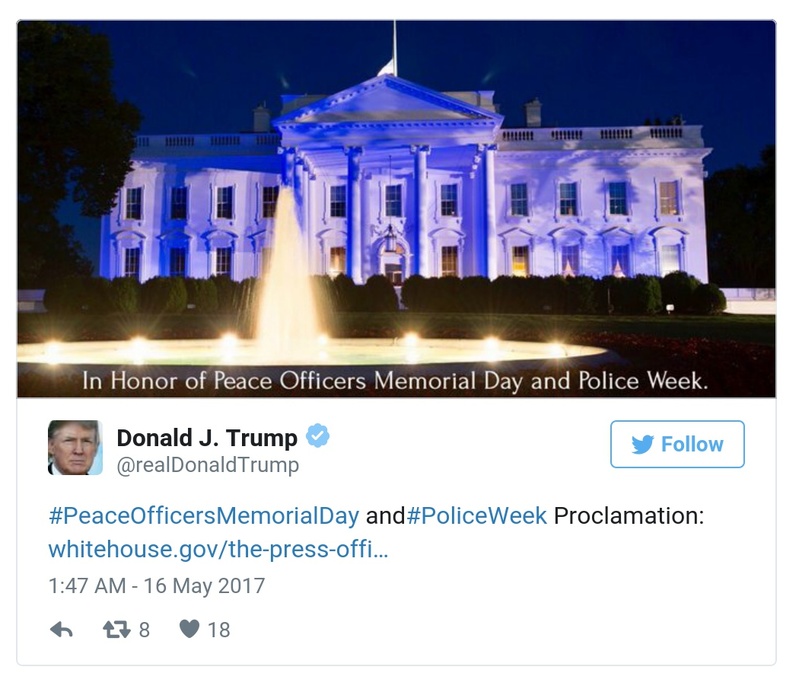 In Honor of Peace Officers Memorial Day and Police Week.
Donald J. Trump
@realDonaldTrump
Follow
#PeaceOfficersMemorialDay and#PoliceWeek Proclamation:
whitehouse.gov/the-press-offi...
1:47 AM - 16 May 2017
8 18